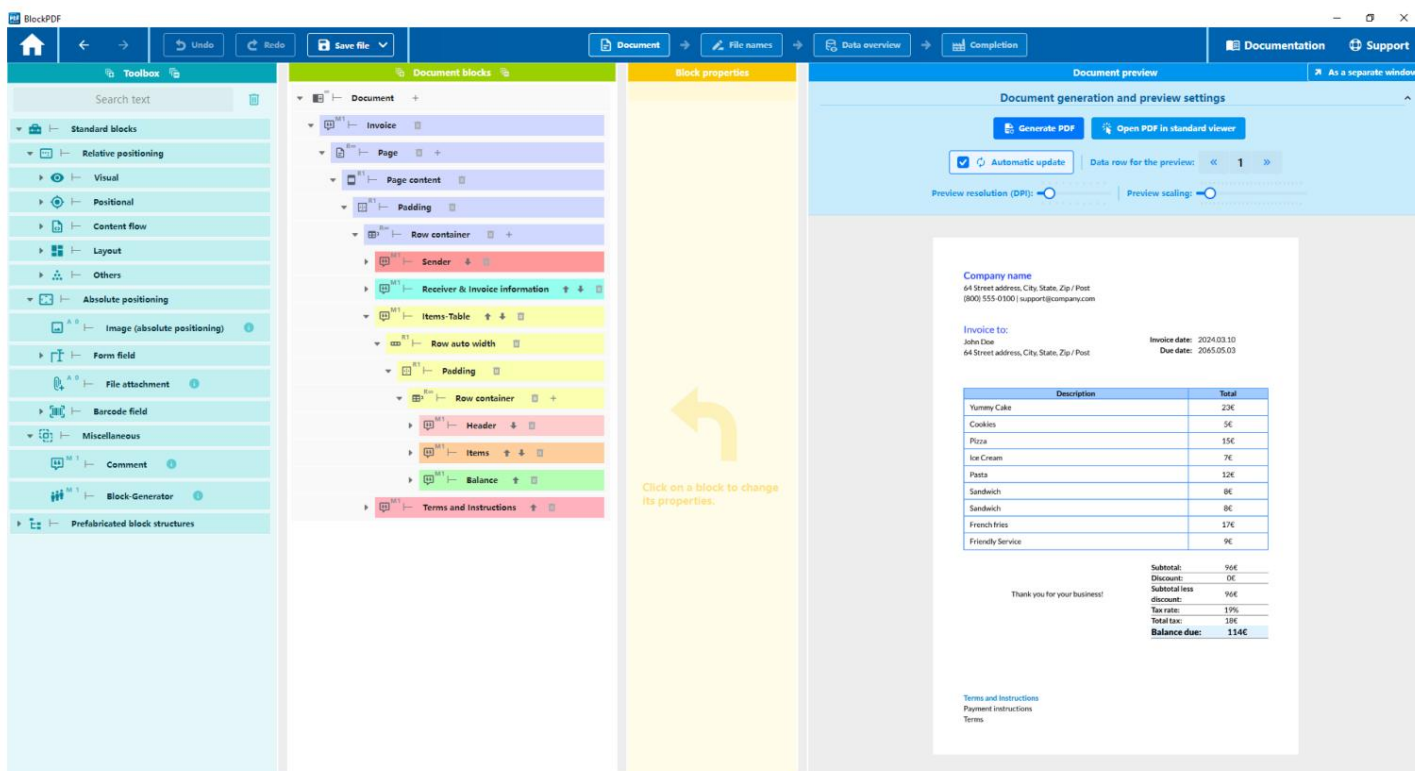 BlockPDF
Undo
Redo
Save file
Document
File names
Data overview
Completion
Documentation
Support
Toolbox
Search text
Standard blocks
Relative positioning
Visual
Positional
Content flow
Layout
Others
Absolute positioning
Image (absolute positioning)
Form field
File attachment
Barcode field
Miscellaneous
Comment
Block-Generator
Prefabricated block structures
Document blocks
Document
Invoice
Page
Page content
Padding
Row container
Sender
Receiver & Invoice information
Items-Table
Row auto width
Padding
Row container
Header
Items
Balance
Terms and Instructions
Block properties
Click on a block to change
its properties.
Document preview
As a separate window
Document generation and preview settings
Generate PDF
Open PDF in standard viewer
Automatic update
Data row for the preview: « 1 »
Preview resolution (DPI):
Preview scaling:
Company name
64 Street address, City, State, Zip / Post
(800) 555-0100 | support@company.com
Invoice to:
John Doe
64 Street address, City, State, Zip / Post
Invoice date: 2024.03.10
Due date: 2065.05.03
Description Total
Yummy Cake 23€
Cookies 5€
Pizza 15€
Ice Cream 7€
Pasta 12€
Sandwich 8€
Sandwich 8€
French fries 17€
Friendly Service 9€
Thank you for your business!
Subtotal: 96€
Discount: 0€
Subtotal less
discount: 96€
Tax rate: 19%
Total tax: 18€
Balance due: 114€
Terms and Instructions
Payment instructions
Terms